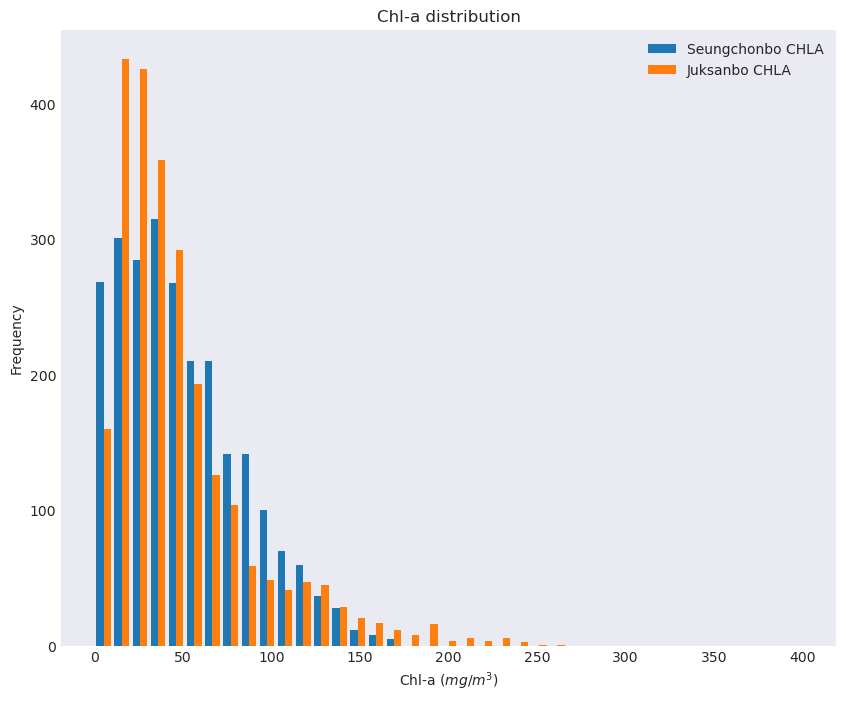 Chl-a distribution
Seungchonbo CHLA
Juksanbo CHLA
Frequency
400
300
200
100
0
0 50 100 150 200 250 300 350 400
Chl-a (mg/m³)